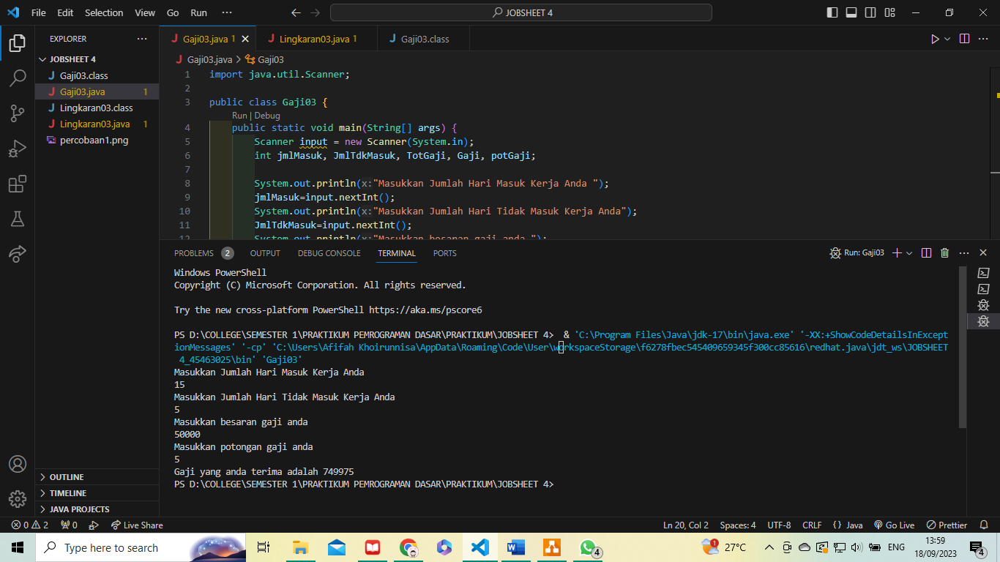 File Edit Selection View Go Run ··· JOBSHEET 4
EXPLORER ···
JOBSHEET 4
Gaji03.class
Gaji03.java 1
Lingkaran03.class
Lingkaran03.java 1
percobaan1.png
OUTLINE
TIMELINE
JAVA PROJECTS
Gaji03.java 1 Lingkaran03.java 1 Gaji03.class
Gaji03.java > Gaji03
1 import java.util.Scanner;
2
3 public class Gaji03 {
Run | Debug
4 public static void main(String[] args) {
5 Scanner input = new Scanner(System.in);
6 int jmlMasuk, JmlTdkMasuk, TotGaji, Gaji, potGaji;
7
8 System.out.println(x:"Masukkan Jumlah Hari Masuk Kerja Anda ");
9 jmlMasuk=input.nextInt();
10 System.out.println(x:"Masukkan Jumlah Hari Tidak Masuk Kerja Anda");
11 JmlTdkMasuk=input.nextInt();
12 System.out.println(x:"Masukkan besaran gaji anda ");
PROBLEMS 2 OUTPUT DEBUG CONSOLE TERMINAL PORTS Run: Gaji03
Windows PowerShell
Copyright (C) Microsoft Corporation. All rights reserved.
Try the new cross-platform PowerShell https://aka.ms/pscore6
PS D:\COLLEGE\SEMESTER 1\PRAKTIKUM PEMROGRAMAN DASAR\PRAKTIKUM\JOBSHEET 4> & 'C:\Program Files\Java\jdk-17\bin\java.exe' '-XX:+ShowCodeDetailsInExcept
ionMessages' '-cp' 'C:\Users\Afifah Khoirunnisa\AppData\Roaming\Code\User\workspaceStorage\f6278fbec545409659345f300cc85616\redhat.java\jdt_ws\JOBSHEET
4_45463025\bin' 'Gaji03'
Masukkan Jumlah Hari Masuk Kerja Anda
15
Masukkan Jumlah Hari Tidak Masuk Kerja Anda
5
Masukkan besaran gaji anda
50000
Masukkan potongan gaji anda
5
Gaji yang anda terima adalah 749975
PS D:\COLLEGE\SEMESTER 1\PRAKTIKUM PEMROGRAMAN DASAR\PRAKTIKUM\JOBSHEET 4>
0 2 0 Live Share Ln 20, Col 2 Spaces: 4 UTF-8 CRLF {} Java Go Live Prettier
Type here to search 4 1 27°C ENG 13:59 4
18/09/2023